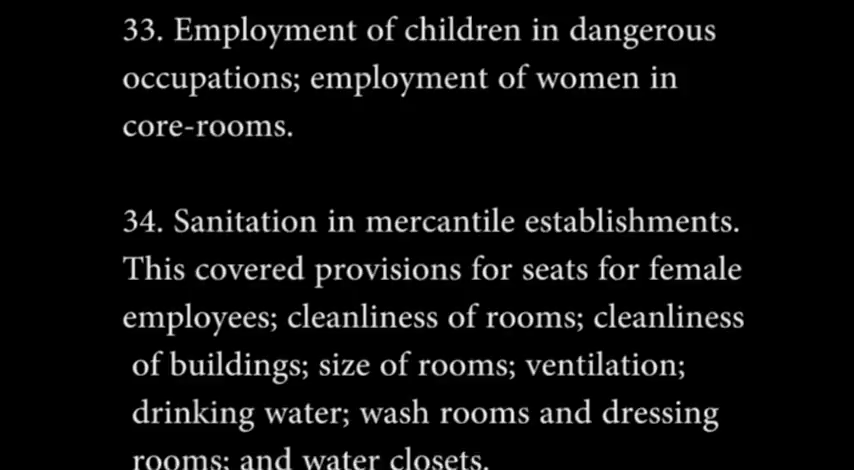 33. Employment of children in dangerous
occupations; employment of women in
core-rooms.
34. Sanitation in mercantile establishments.
This covered provisions for seats for female
employees; cleanliness of rooms; cleanliness
of buildings; size of rooms; ventilation;
drinking water; wash rooms and dressing
rooms; and water closets.